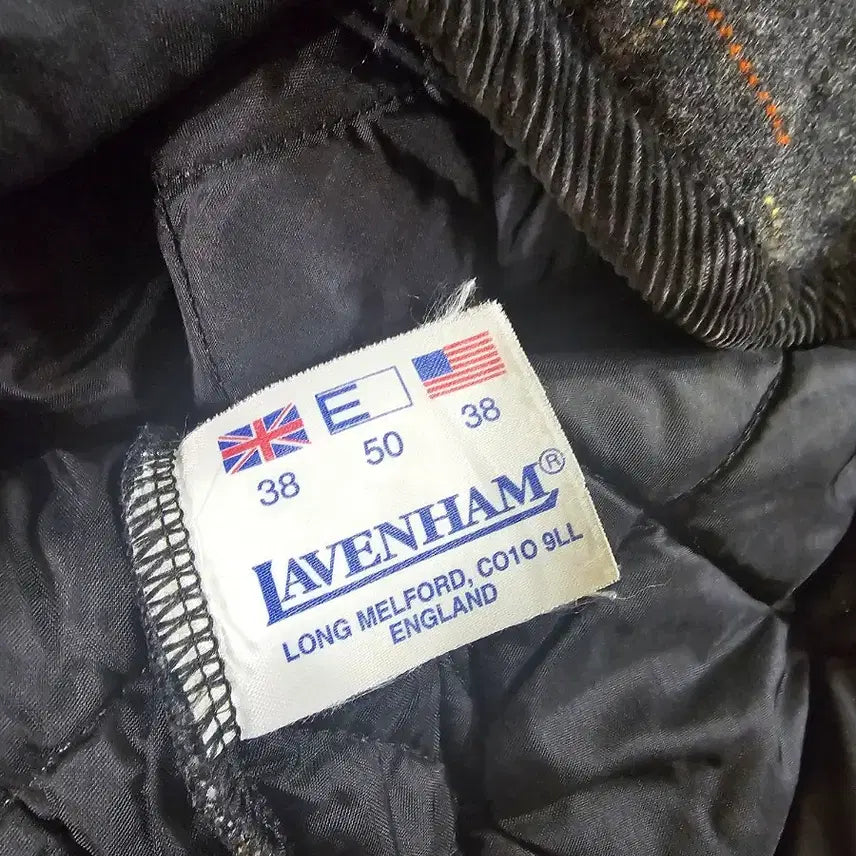 E
38 50 38
LAVENHAM®
LONG MELFORD, CO10 9LL
ENGLAND